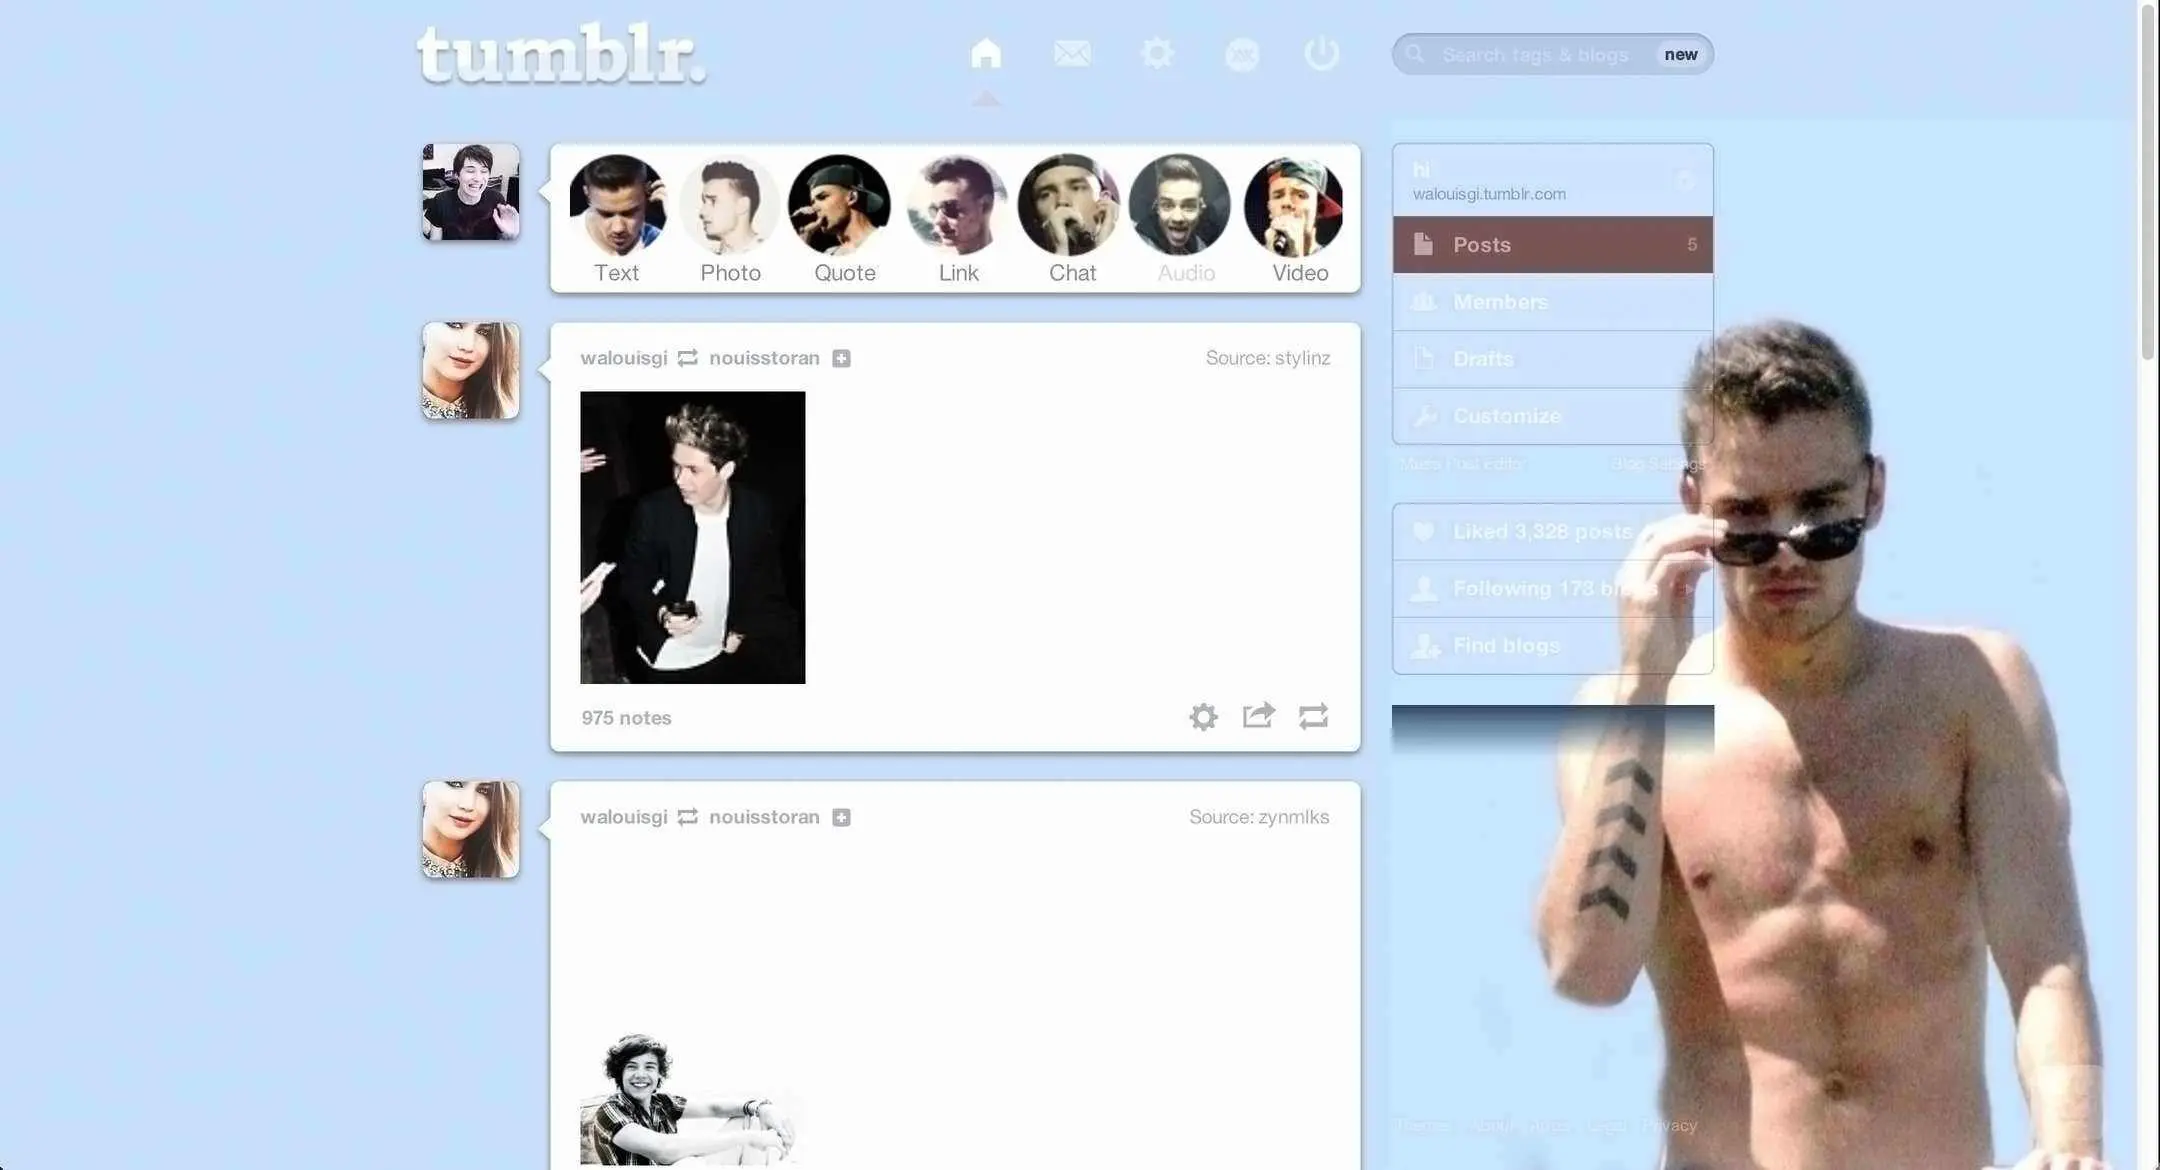 tumblr.
Search tags & blogs new
Text Photo Quote Link Chat Audio Video
hi
walouisgi.tumblr.com
Posts 5
Members
Drafts
Customize
Mass Post Editor Blog Settings
Liked 3,328 posts
Following 173
Find blogs
walouisgi nouisstoran Source: stylinz
975 notes
walouisgi nouisstoran Source: zynmlks
Themes About Apps Legal Privacy